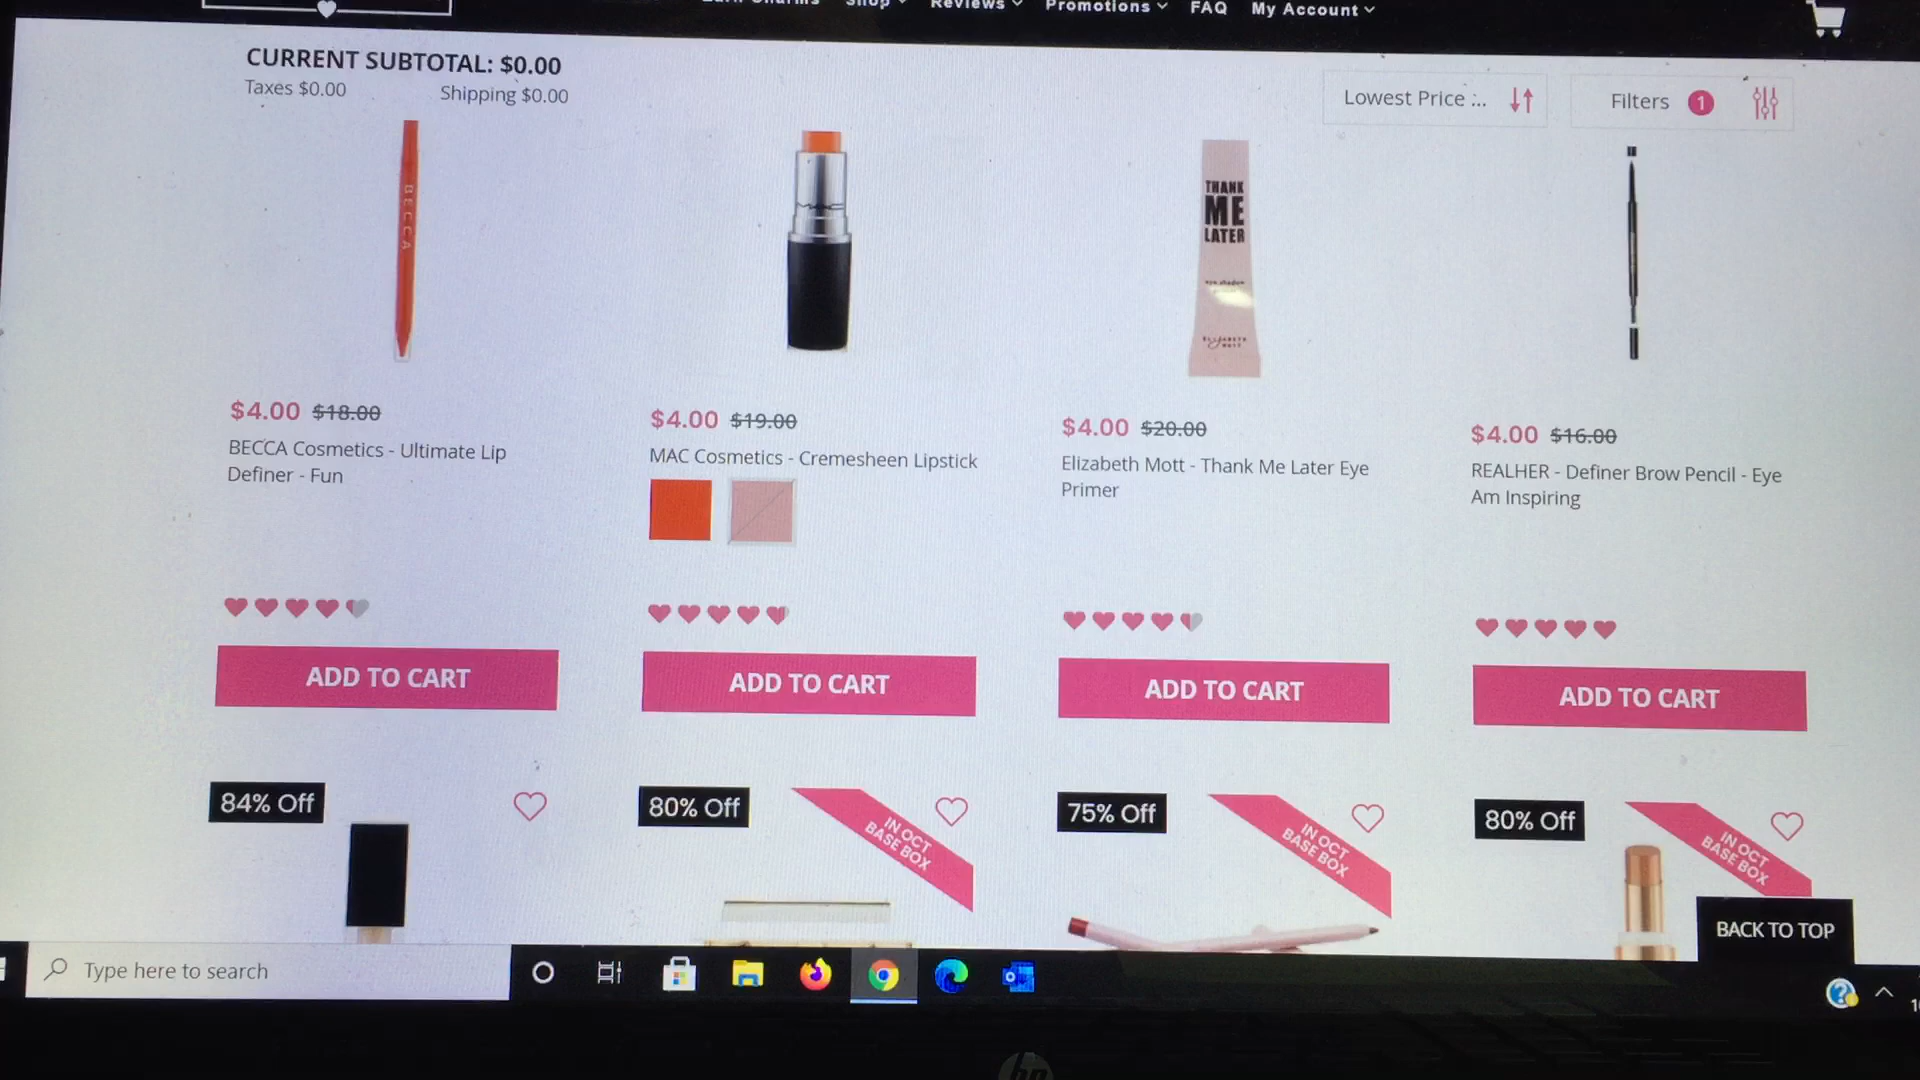 Reviews
Promotions
FAQ
My Account
CURRENT SUBTOTAL: $0.00
Taxes $0.00
Shipping $0.00
Lowest Price ...
Filters
1
BECCA
THANK
ME
LATER
$4.00 $18.00
BECCA Cosmetics - Ultimate Lip
Definer - Fun
$4.00 $19.00
MAC Cosmetics - Cremesheen Lipstick
$4.00 $20.00
Elizabeth Mott - Thank Me Later Eye
Primer
$4.00 $16.00
REALHER - Definer Brow Pencil - Eye
Am Inspiring
ADD TO CART
ADD TO CART
ADD TO CART
ADD TO CART
84% Off
80% Off
IN OCT
BASE BOX
75% Off
IN OCT
BASE BOX
80% Off
IN OCT
BASE BOX
BACK TO TOP
Type here to search
hp